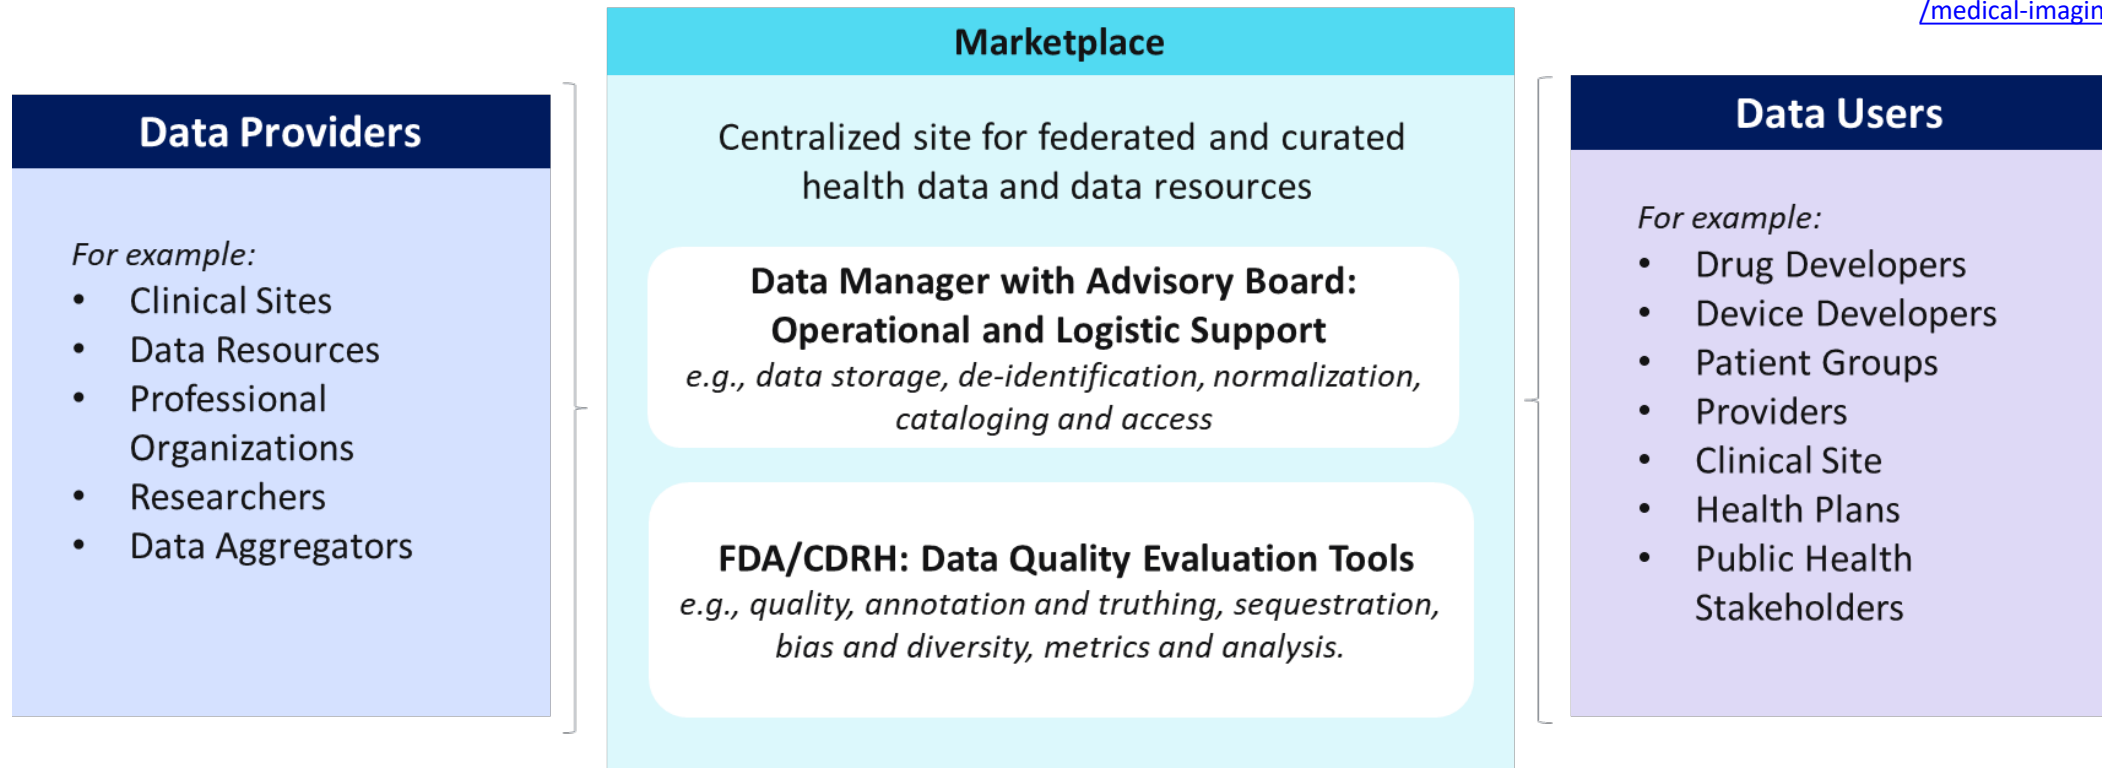 /medical-imagin
Data Providers
For example:
• Clinical Sites
• Data Resources
• Professional
Organizations
• Researchers
• Data Aggregators
Marketplace
Centralized site for federated and curated
health data and data resources
Data Manager with Advisory Board:
Operational and Logistic Support
e.g., data storage, de-identification, normalization,
cataloging and access
FDA/CDRH: Data Quality Evaluation Tools
e.g., quality, annotation and truthing, sequestration,
bias and diversity, metrics and analysis.
Data Users
For example:
• Drug Developers
• Device Developers
• Patient Groups
• Providers
• Clinical Site
• Health Plans
• Public Health
Stakeholders